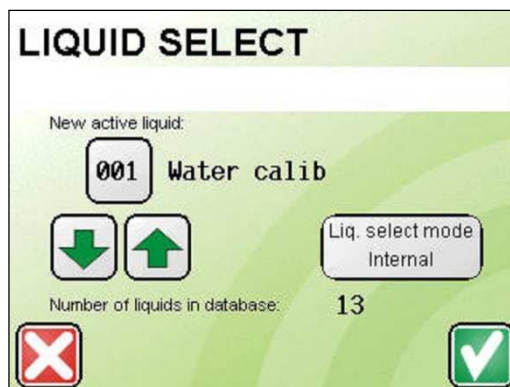 LIQUID SELECT
New active liquid:
001 Water calib
Liq. select mode
Internal
Number of liquids in database: 13